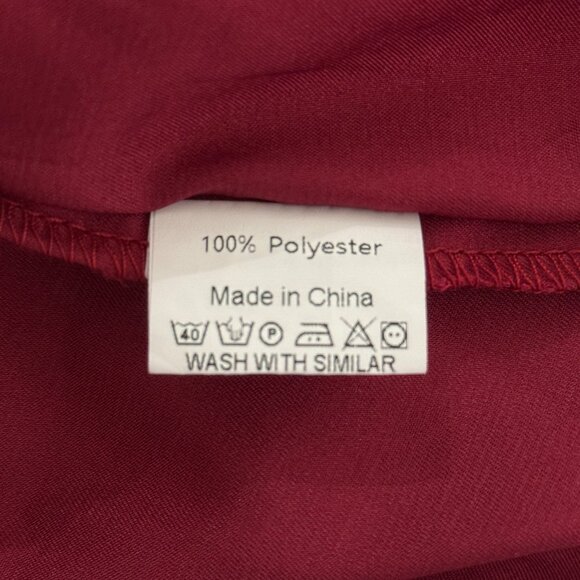 100% Polyester
Made in China
40 P
WASH WITH SIMILAR